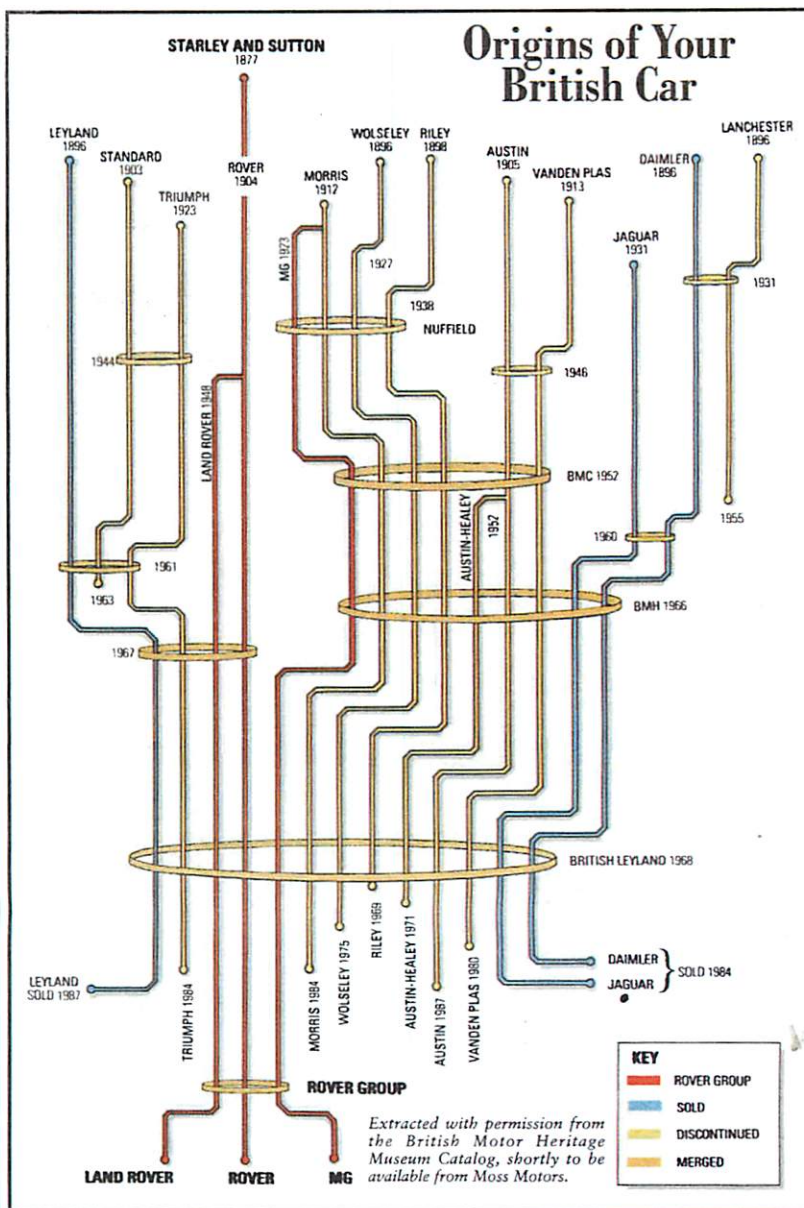 Origins of Your
British Car
STARLEY AND SUTTON
1877
LEYLAND
1896
STANDARD
1903
TRIUMPH
1923
ROVER
1904
MORRIS
1912
WOLSELEY
1896
RILEY
1898
AUSTIN
1905
VANDEN PLAS
1913
DAIMLER
1896
LANCHESTER
1896
JAGUAR
1931
MG 1923
1927
1938
1931
NUFFIELD
1944
1946
LAND ROVER 1948
BMC 1952
AUSTIN-HEALEY
1952
1955
1960
1961
1963
BMH 1966
1967
BRITISH LEYLAND 1968
LEYLAND
SOLD 1987
TRIUMPH 1984
MORRIS 1984
WOLSELEY 1975
RILEY 1969
AUSTIN-HEALEY 1971
AUSTIN 1987
VANDEN PLAS 1980
DAIMLER
JAGUAR
SOLD 1984
ROVER GROUP
LAND ROVER
ROVER
MG
Extracted with permission from
the British Motor Heritage
Museum Catalog, shortly to be
available from Moss Motors.
KEY
ROVER GROUP
SOLD
DISCONTINUED
MERGED